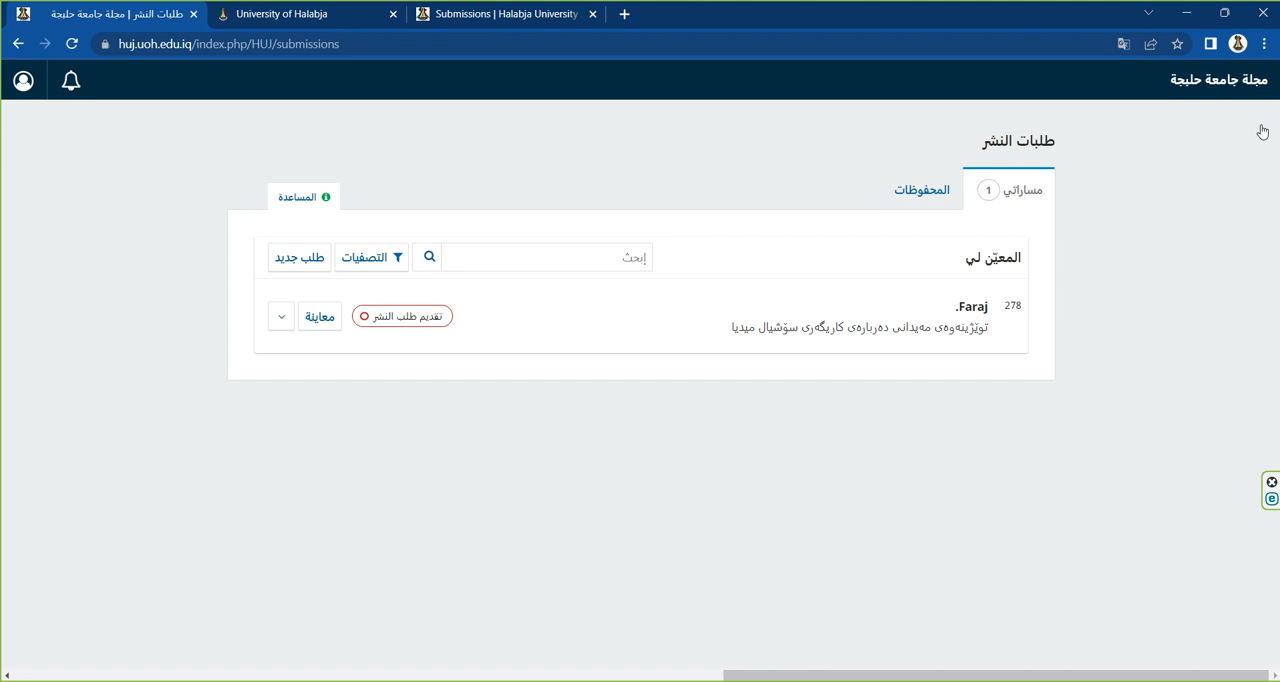 طلبات النشر | مجلة جامعة حلبجة
University of Halabja
Submissions | Halabja University
huj.uoh.edu.iq/index.php/HUJ/submissions
مجلة جامعة حلبجة
طلبات النشر
مساراتي 1
المحفوظات
المساعدة
المعيّن لي
إبحث
التصفيات
طلب جديد
278
Faraj.
توێژینەوەی مەیدانی دەربارەی کاریگەری سۆشیال میدیا
تقديم طلب النشر
معاينة